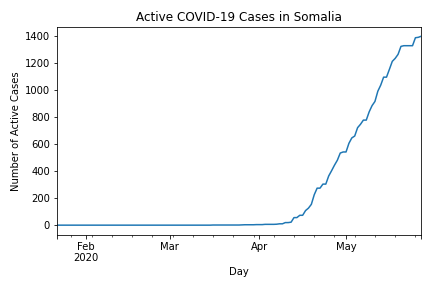 Active COVID-19 Cases in Somalia
1400
1200
1000
800
600
400
200
0
Number of Active Cases
Feb
2020
Mar
Apr
May
Day